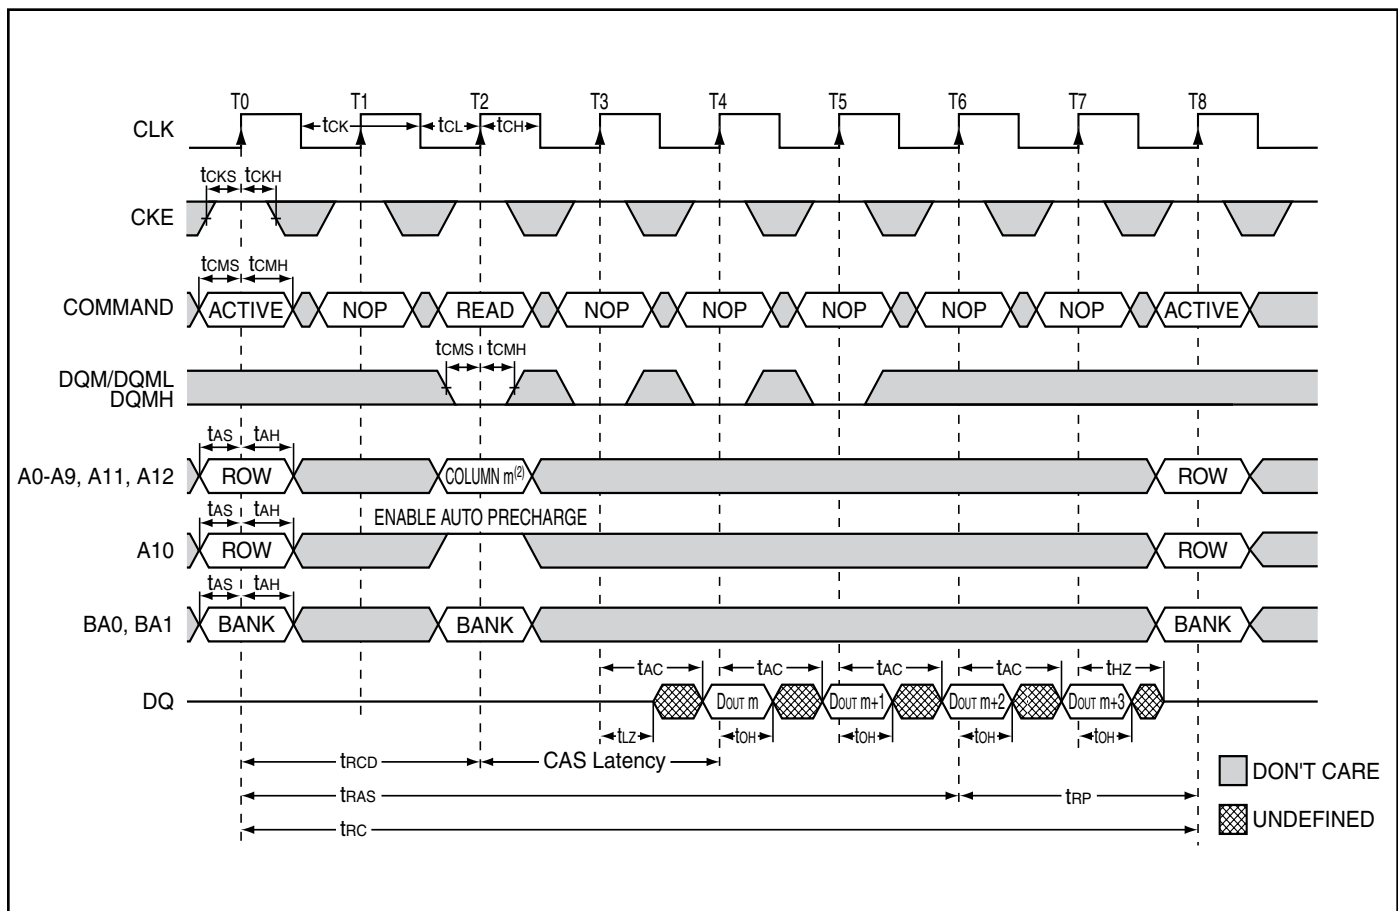 T0 T1 T2 T3 T4 T5 T6 T7 T8
CLK tCK tCL tCH
tCKS tCKH
CKE
tCMS tCMH
COMMAND ACTIVE NOP READ NOP NOP NOP NOP NOP ACTIVE
tCMS tCMH
DQM/DQML
DQMH
tAS tAH
A0-A9, A11, A12 ROW COLUMN m(2) ROW
tAS tAH ENABLE AUTO PRECHARGE
A10 ROW ROW
tAS tAH
BA0, BA1 BANK BANK BANK
tAC tAC tAC tAC tHZ
DQ DOUT m DOUT m+1 DOUT m+2 DOUT m+3
tLZ tOH tOH tOH tOH
tRCD CAS Latency
DON'T CARE
tRAS tRP
UNDEFINED
tRC